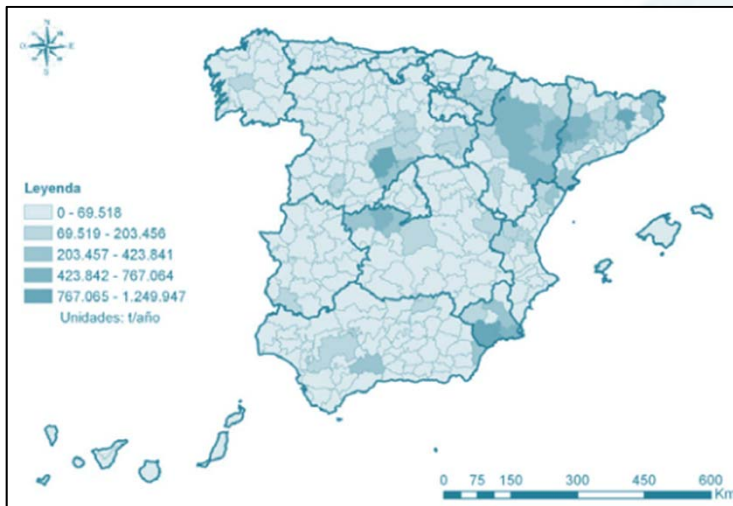 N
O E
S
Leyenda
0 - 69.518
69.519 - 203.456
203.457 - 423.841
423.842 - 767.064
767.065 - 1.249.947
Unidades: t/año
0 75 150 300 450 600
Km